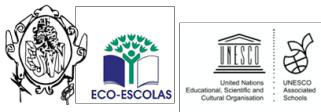 ECO-ESCOLAS
UNESCO
United Nations
Educational, Scientific and
Cultural Organisation
UNESCO
Associated
Schools